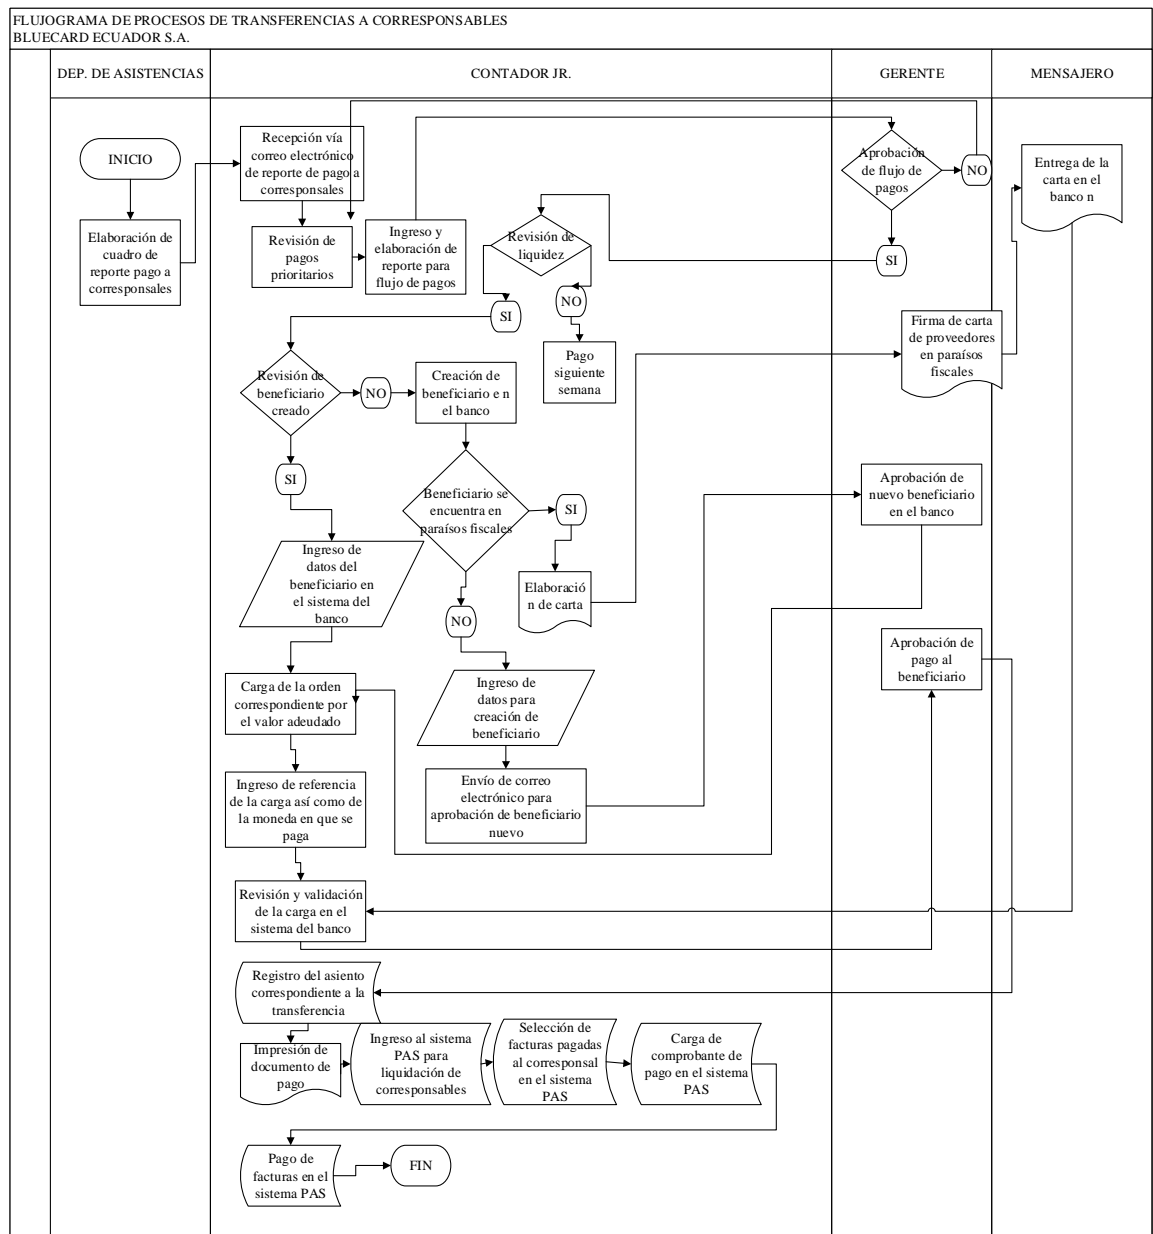 FLUJOGRAMA DE PROCESOS DE TRANSFERENCIAS A CORRESPONSABLES
BLUECARD ECUADOR S.A.
DEP. DE ASISTENCIAS
CONTADOR JR.
GERENTE
MENSAJERO
INICIO
Elaboración de
cuadro de
reporte pago a
corresponsales
Recepción vía
correo electrónico
de reporte de pago a
corresponsales
Revisión de
pagos
prioritarios
Ingreso y
elaboración de
reporte para
flujo de pagos
Aprobación
de flujo de
pagos
NO
SI
Revisión de
liquidez
NO
SI
Pago
siguiente
semana
Entrega de la
carta en el
banco n
Firma de carta
de proveedores
en paraísos
fiscales
Revisión de
beneficiario
creado
NO
Creación de
beneficiario e n
el banco
SI
Beneficiario se
encuentra en
paraísos fiscales
SI
Elaboració
n de carta
NO
Aprobación de
nuevo beneficiario
en el banco
Ingreso de
datos del
beneficiario en
el sistema del
banco
Ingreso de
datos para
creación de
beneficiario
Aprobación de
pago al
beneficiario
Carga de la orden
correspondiente por
el valor adeudado
Envío de correo
electrónico para
aprobación de beneficiario
nuevo
Ingreso de referencia
de la carga así como de
la moneda en que se
paga
Revisión y validación
de la carga en el
sistema del banco
Registro del asiento
correspondiente a la
transferencia
Impresión de
documento de
pago
Ingreso al sistema
PAS para
liquidación de
corresponsables
Selección de
facturas pagadas
al corresponsal
en el sistema
PAS
Carga de
comprobante de
pago en el sistema
PAS
Pago de
facturas en el
sistema PAS
FIN